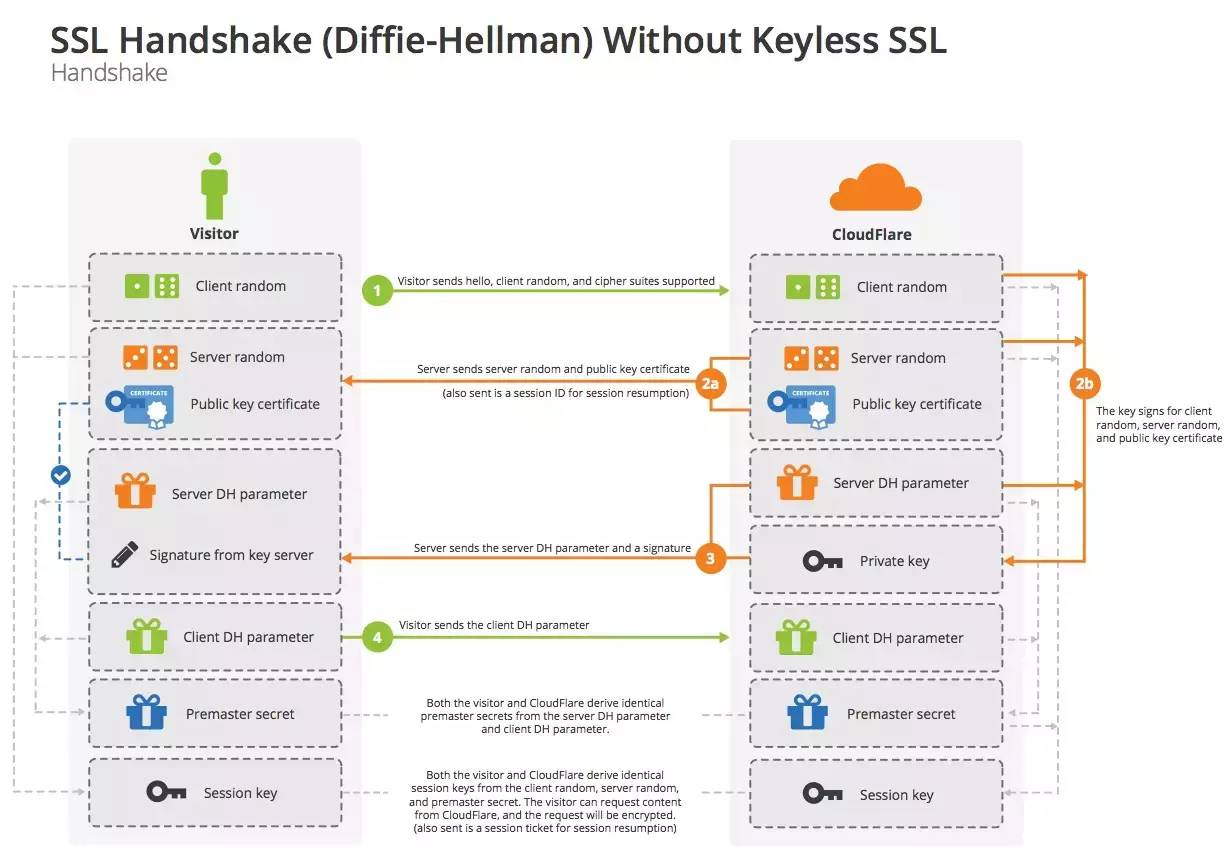 SSL Handshake (Diffie-Hellman) Without Keyless SSL
Handshake
Visitor
CloudFlare
Client random
1
Visitor sends hello, client random, and cipher suites supported
Client random
Server random
Public key certificate
CERTIFICATE
Server sends server random and public key certificate
(also sent is a session ID for session resumption)
2a
Server random
Public key certificate
CERTIFICATE
2b
The key signs for client
random, server random,
and public key certificate
Server DH parameter
Signature from key server
Server sends the server DH parameter and a signature
3
Server DH parameter
Private key
Client DH parameter
4
Visitor sends the client DH parameter
Client DH parameter
Premaster secret
Both the visitor and CloudFlare derive identical
premaster secrets from the server DH parameter
and client DH parameter.
Premaster secret
Session key
Both the visitor and CloudFlare derive identical
session keys from the client random, server random,
and premaster secret. The visitor can request content
from CloudFlare, and the request will be encrypted.
(also sent is a session ticket for session resumption)
Session key